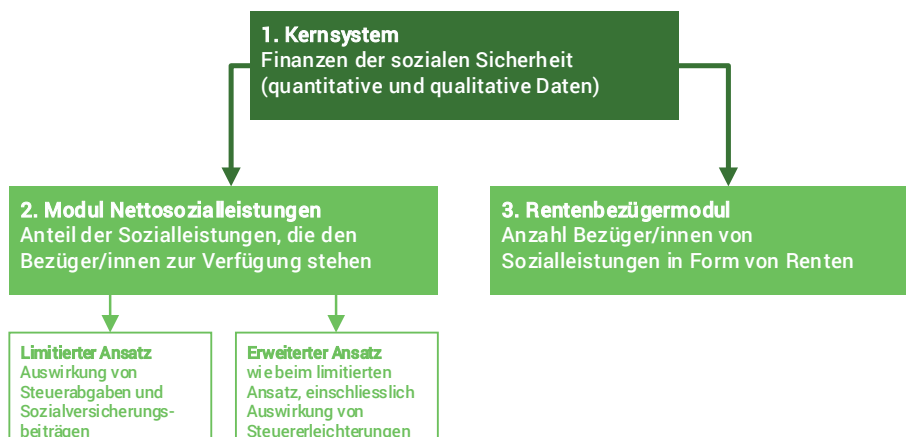 1. Kernsystem
Finanzen der sozialen Sicherheit
(quantitative und qualitative Daten)
2. Modul Nettosozialleistungen
Anteil der Sozialleistungen, die den
Bezüger/innen zur Verfügung stehen
3. Rentenbezügermodul
Anzahl Bezüger/innen von
Sozialleistungen in Form von Renten
Limitierter Ansatz
Auswirkung von
Steuerabgaben und
Sozialversicherungs-
beiträgen
Erweiterter Ansatz
wie beim limitierten
Ansatz, einschliesslich
Auswirkung von
Steuererleichterungen